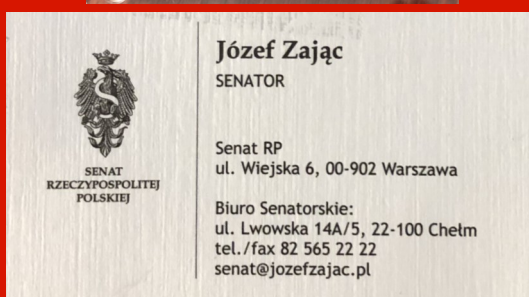 SENAT
RZECZYPOSPOLITEJ
POLSKIEJ
Józef Zając
SENATOR
Senat RP
ul. Wiejska 6, 00-902 Warszawa
Biuro Senatorskie:
ul. Lwowska 14A/5, 22-100 Chełm
tel./fax 82 565 22 22
senat@jozefzajac.pl